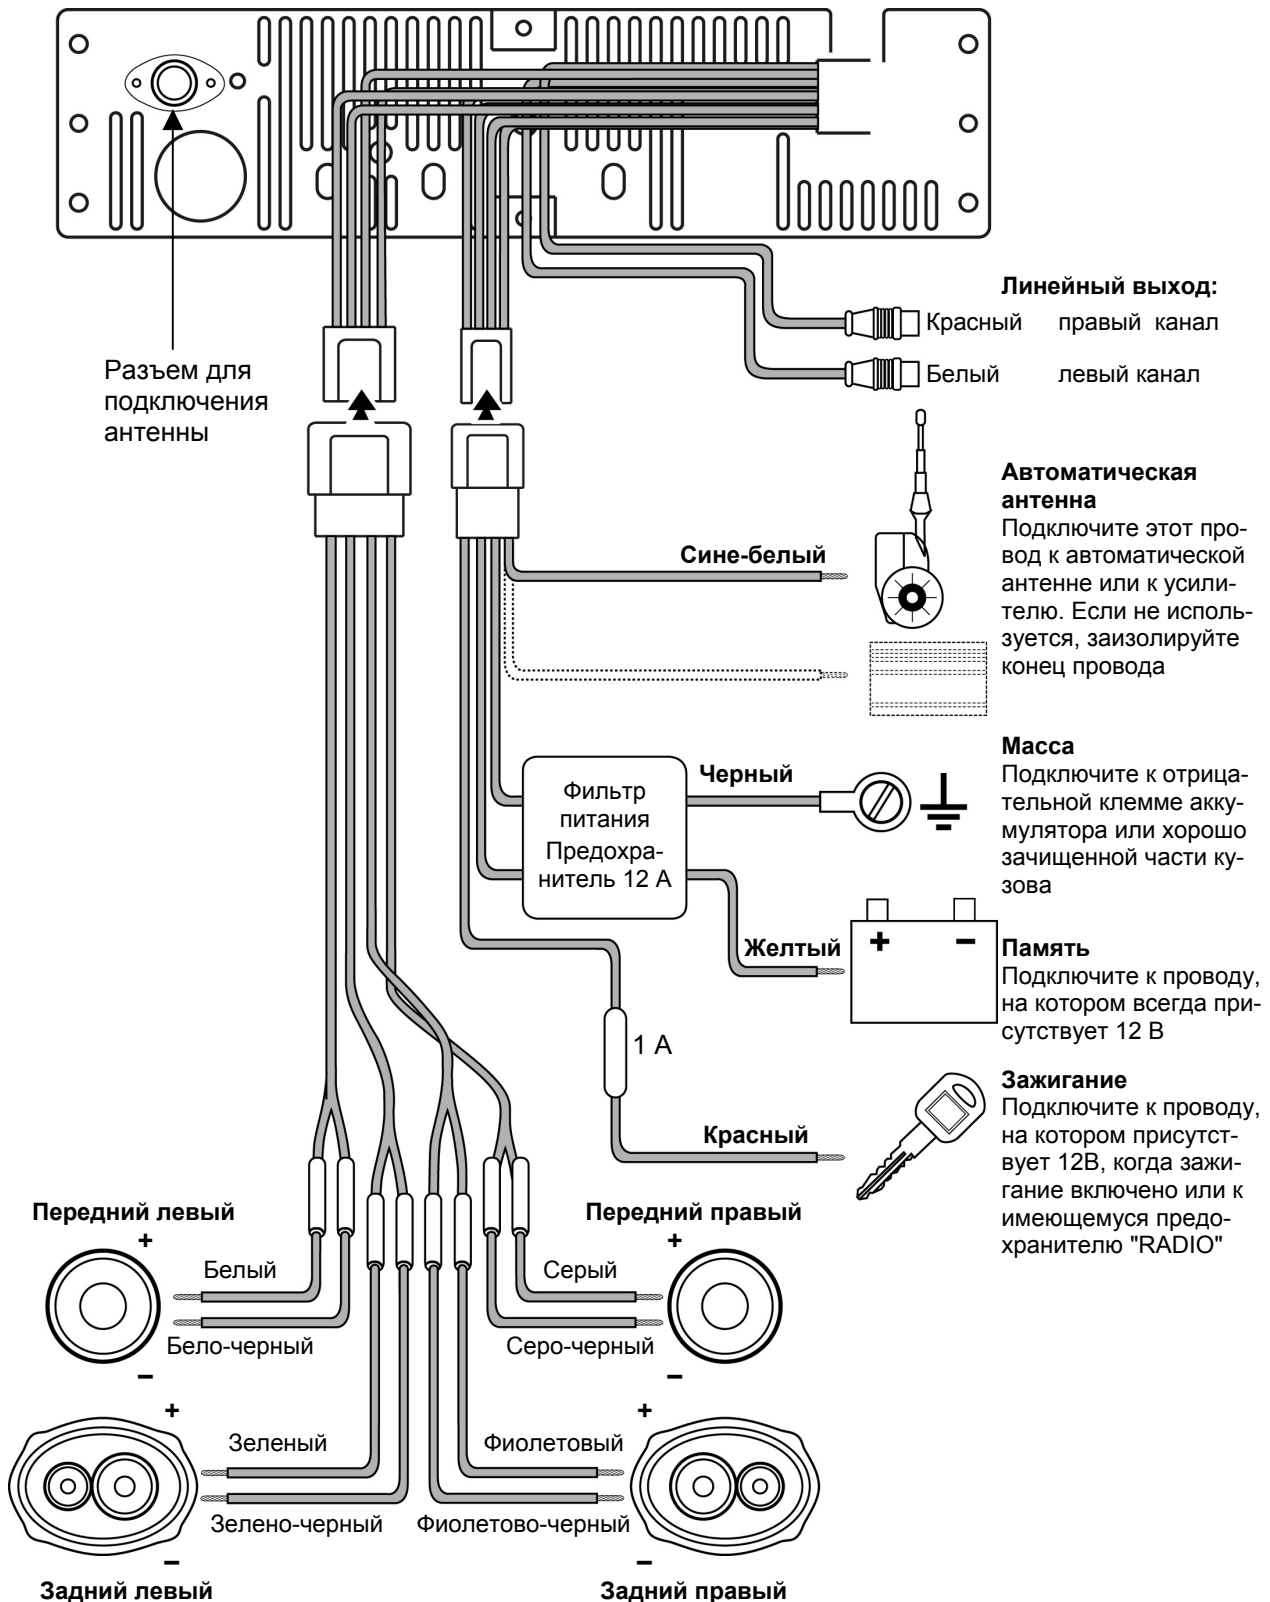 Линейный выход:
Красный правый канал
Белый левый канал
Разъем для
подключения
антенны
Автоматическая
антенна
Подключите этот про-
вод к автоматической
антенне или к усили-
телю. Если не исполь-
зуется, заизолируйте
конец провода
Сине-белый
Масса
Подключите к отрица-
тельной клемме акку-
мулятора или хорошо
зачищенной части ку-
зова
Черный
Фильтр
питания
Предохра-
нитель 12 А
Желтый
+ −
Память
Подключите к проводу,
на котором всегда при-
сутствует 12 В
1 А
Зажигание
Подключите к проводу,
на котором присутст-
вует 12В, когда зажи-
гание включено или к
имеющемуся предо-
хранителю "RADIO"
Красный
Передний левый
+
Белый
Бело-черный
−
Передний правый
+
Серый
Серо-черный
−
+
Зеленый
Зелено-черный
−
Задний левый
+
Фиолетовый
Фиолетово-черный
−
Задний правый